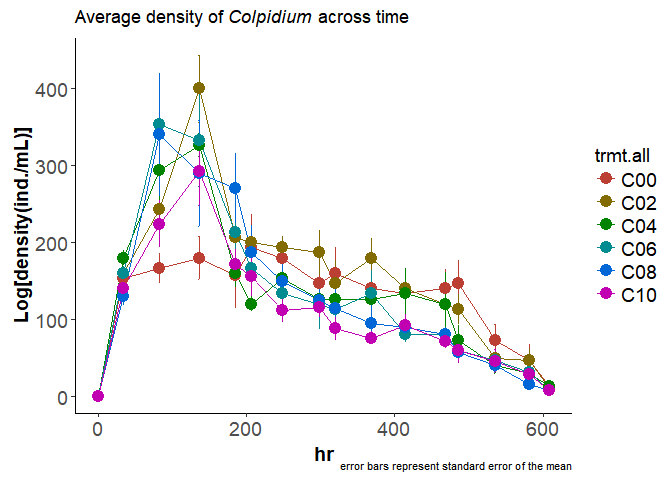 Average density of Colpidium across time
Log[density(ind./mL)]
400
300
200
100
0
0 200 400 600
hr
error bars represent standard error of the mean
trmt.all
C00
C02
C04
C06
C08
C10